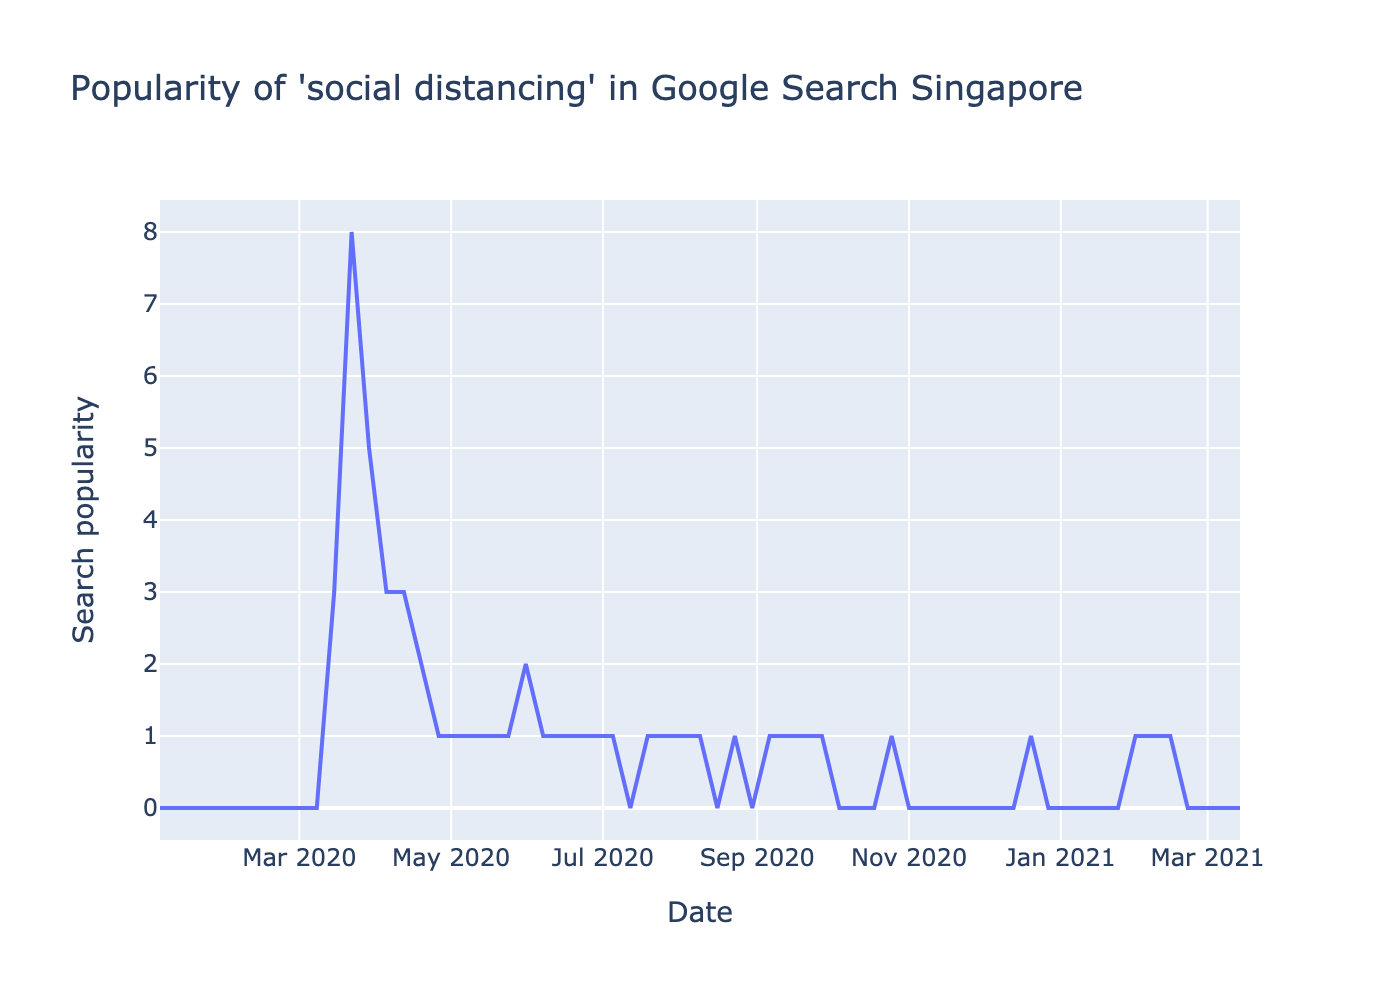 Popularity of 'social distancing' in Google Search Singapore
8
7
6
5
4
3
2
1
0
Search popularity
Mar 2020
May 2020
Jul 2020
Sep 2020
Nov 2020
Jan 2021
Mar 2021
Date